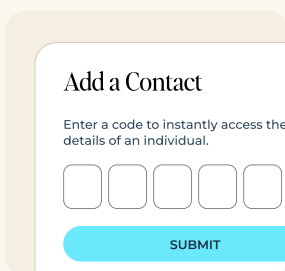 Add a Contact
Enter a code to instantly access the
details of an individual.
SUBMIT